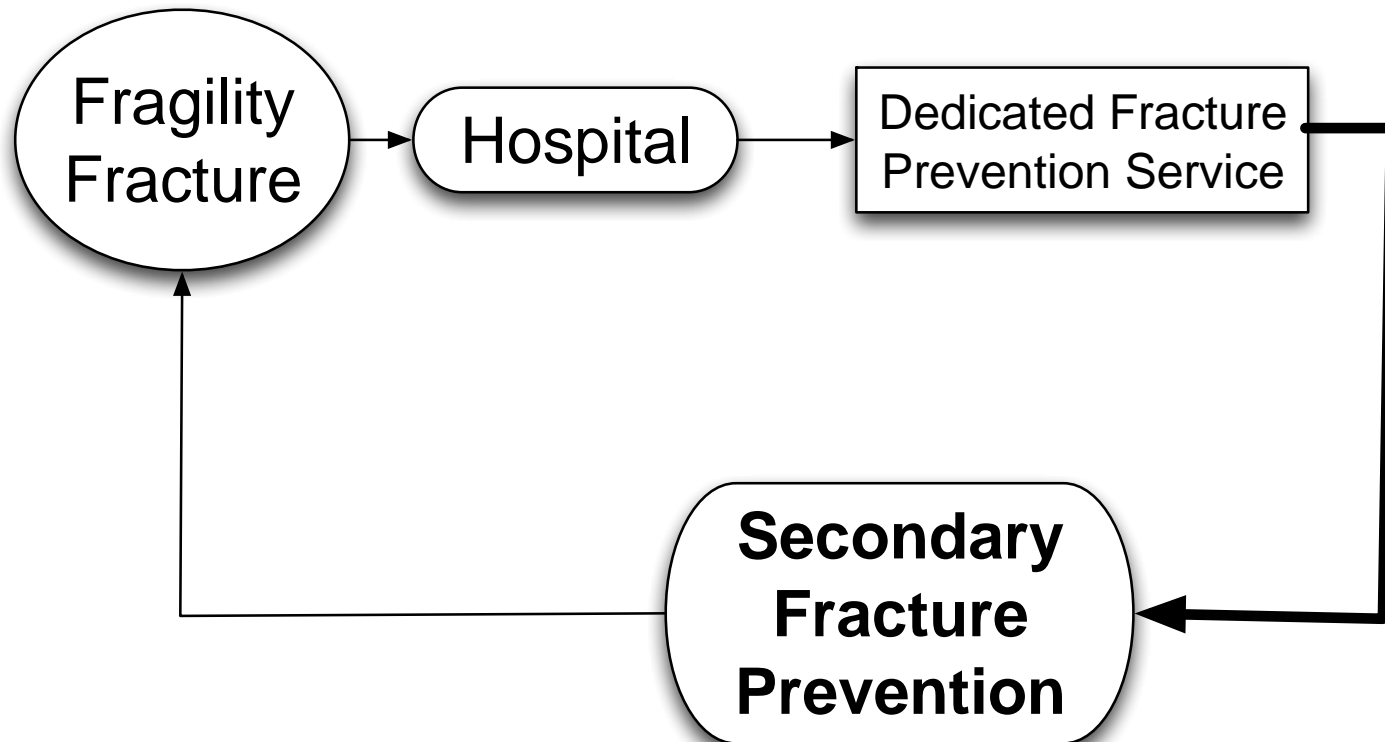 Fragility
Fracture
Hospital
Dedicated Fracture
Prevention Service
Secondary
Fracture
Prevention